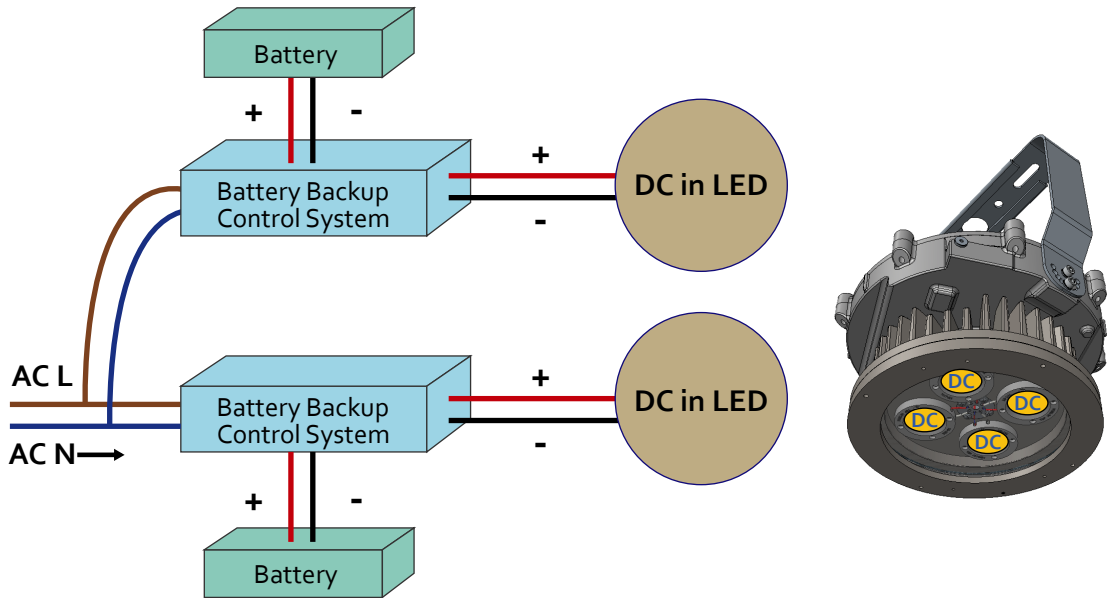 Battery
+ -
Battery Backup
Control System
+
DC in LED
-
AC L
AC N
Battery Backup
Control System
+
DC in LED
-
+ -
Battery
DC
DC
DC
DC